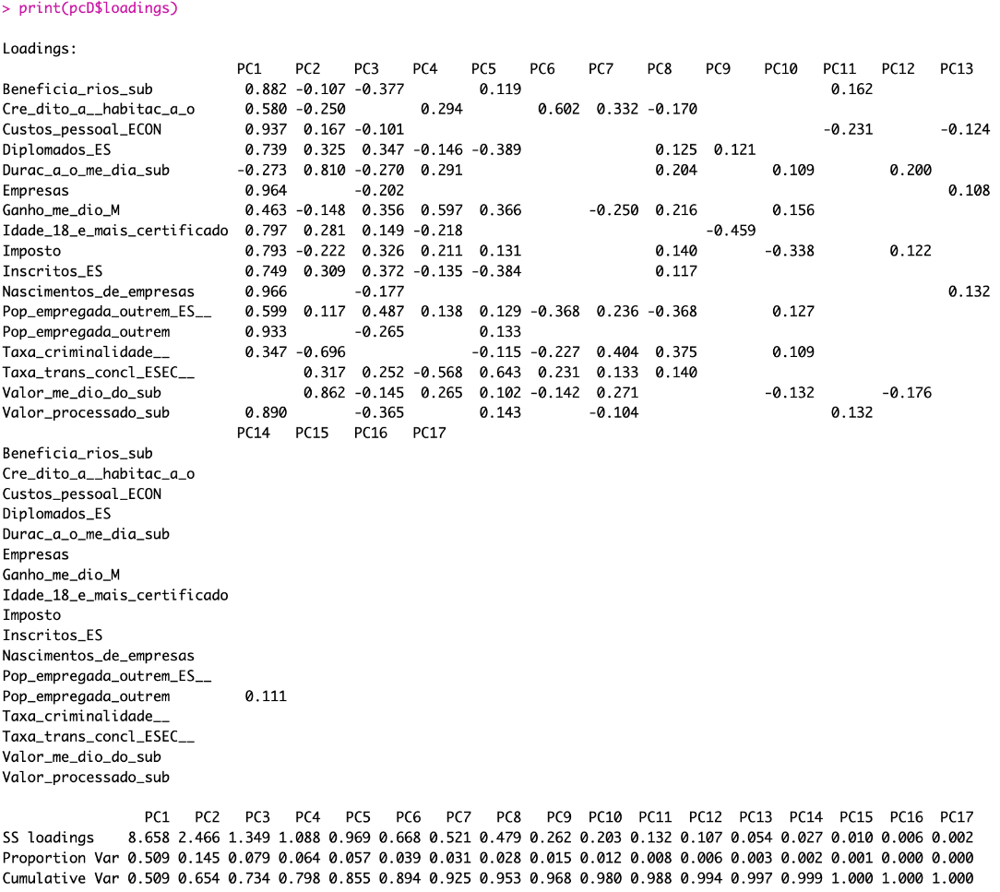 > print(pcD$loadings)
Loadings:
                        PC1    PC2    PC3    PC4    PC5    PC6    PC7    PC8    PC9    PC10   PC11   PC12   PC13
Beneficia_rios_sub       0.882 -0.107 -0.377         0.119                                     0.162
Cre_dito_a__habitac_a_o  0.580 -0.250         0.294         0.602  0.332 -0.170
Custos_pessoal_ECON      0.937  0.167 -0.101                                                  -0.231        -0.124
Diplomados_ES            0.739  0.325  0.347 -0.146 -0.389                0.125  0.121
Durac_a_o_me_dia_sub    -0.273  0.810 -0.270  0.291                       0.204         0.109         0.200
Empresas                 0.964        -0.202                                                                 0.108
Ganho_me_dio_M           0.463 -0.148  0.356  0.597  0.366        -0.250  0.216         0.156
Idade_18_e_mais_certificado  0.797  0.281  0.149 -0.218                              -0.459
Imposto                  0.793 -0.222  0.326  0.211  0.131                0.140        -0.338         0.122
Inscritos_ES             0.749  0.309  0.372 -0.135 -0.384                0.117
Nascimentos_de_empresas  0.966        -0.177                                                                 0.132
Pop_empregada_outrem_ES__  0.599  0.117  0.487  0.138  0.129 -0.368  0.236 -0.368         0.127
Pop_empregada_outrem     0.933        -0.265         0.133
Taxa_criminalidade__     0.347 -0.696               -0.115 -0.227  0.404  0.375         0.109
Taxa_trans_concl_ESEC__         0.317  0.252 -0.568  0.643  0.231  0.133  0.140
Valor_me_dio_do_sub             0.862 -0.145  0.265  0.102 -0.142  0.271               -0.132        -0.176
Valor_processado_sub     0.890        -0.365         0.143        -0.104                       0.132
                        PC14   PC15   PC16   PC17
Beneficia_rios_sub
Cre_dito_a__habitac_a_o
Custos_pessoal_ECON
Diplomados_ES
Durac_a_o_me_dia_sub
Empresas
Ganho_me_dio_M
Idade_18_e_mais_certificado
Imposto
Inscritos_ES
Nascimentos_de_empresas
Pop_empregada_outrem_ES__
Pop_empregada_outrem     0.111
Taxa_criminalidade__
Taxa_trans_concl_ESEC__
Valor_me_dio_do_sub
Valor_processado_sub
                 PC1   PC2   PC3   PC4   PC5   PC6   PC7   PC8   PC9  PC10  PC11  PC12  PC13  PC14  PC15  PC16  PC17
SS loadings    8.658 2.466 1.349 1.088 0.969 0.668 0.521 0.479 0.262 0.203 0.132 0.107 0.054 0.027 0.010 0.006 0.002
Proportion Var 0.509 0.145 0.079 0.064 0.057 0.039 0.031 0.028 0.015 0.012 0.008 0.006 0.003 0.002 0.001 0.000 0.000
Cumulative Var 0.509 0.654 0.734 0.798 0.855 0.894 0.925 0.953 0.968 0.980 0.988 0.994 0.997 0.999 1.000 1.000 1.000